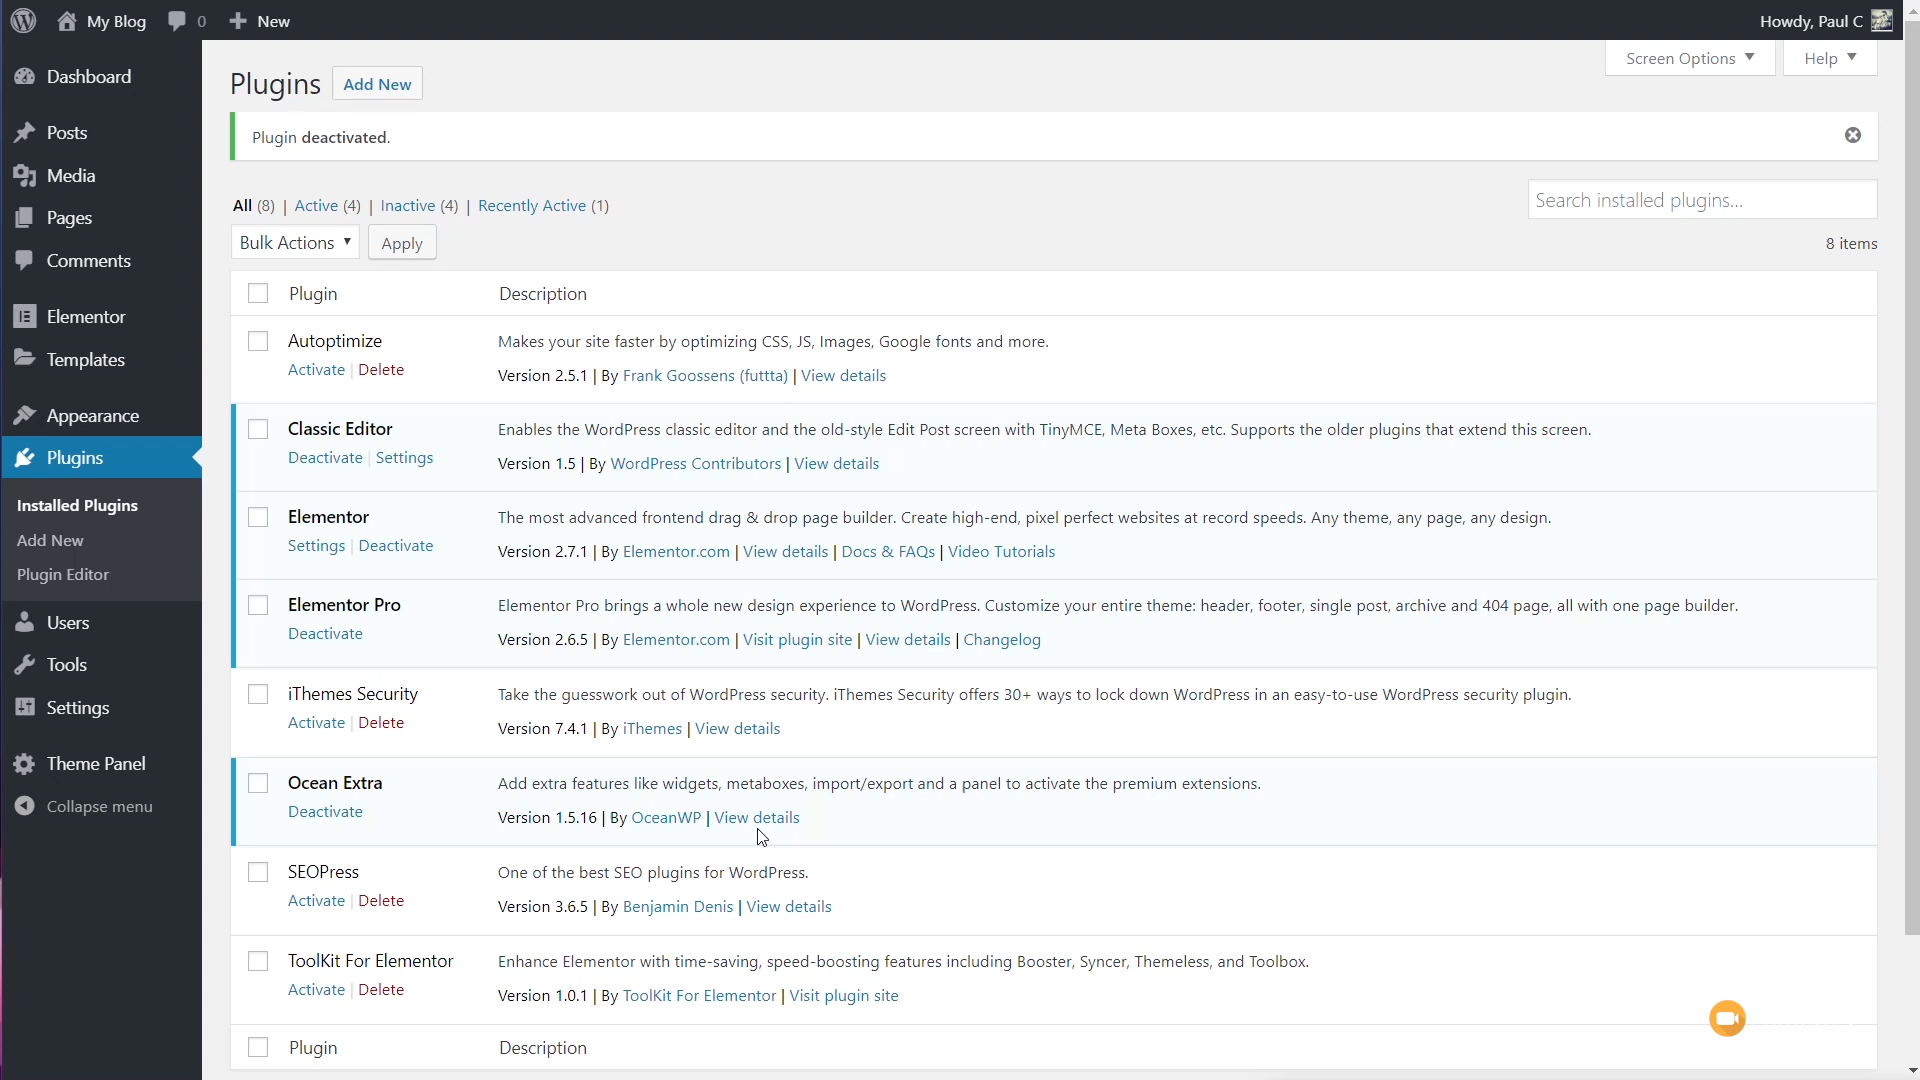 My Blog 0 New Howdy, Paul C
Screen Options Help
Dashboard
Posts
Media
Pages
Comments
Elementor
Templates
Appearance
Plugins
Installed Plugins
Add New
Plugin Editor
Users
Tools
Settings
Theme Panel
Collapse menu
Plugins Add New
Plugin deactivated.
All (8) | Active (4) | Inactive (4) | Recently Active (1)
Search installed plugins...
Bulk Actions Apply
8 items
Plugin Description
Autoptimize
Activate | Delete
Makes your site faster by optimizing CSS, JS, Images, Google fonts and more.
Version 2.5.1 | By Frank Goossens (futtta) | View details
Classic Editor
Deactivate | Settings
Enables the WordPress classic editor and the old-style Edit Post screen with TinyMCE, Meta Boxes, etc. Supports the older plugins that extend this screen.
Version 1.5 | By WordPress Contributors | View details
Elementor
Settings | Deactivate
The most advanced frontend drag & drop page builder. Create high-end, pixel perfect websites at record speeds. Any theme, any page, any design.
Version 2.7.1 | By Elementor.com | View details | Docs & FAQs | Video Tutorials
Elementor Pro
Deactivate
Elementor Pro brings a whole new design experience to WordPress. Customize your entire theme: header, footer, single post, archive and 404 page, all with one page builder.
Version 2.6.5 | By Elementor.com | Visit plugin site | View details | Changelog
iThemes Security
Activate | Delete
Take the guesswork out of WordPress security. iThemes Security offers 30+ ways to lock down WordPress in an easy-to-use WordPress security plugin.
Version 7.4.1 | By iThemes | View details
Ocean Extra
Deactivate
Add extra features like widgets, metaboxes, import/export and a panel to activate the premium extensions.
Version 1.5.16 | By OceanWP | View details
SEOPress
Activate | Delete
One of the best SEO plugins for WordPress.
Version 3.6.5 | By Benjamin Denis | View details
ToolKit For Elementor
Activate | Delete
Enhance Elementor with time-saving, speed-boosting features including Booster, Syncer, Themeless, and Toolbox.
Version 1.0.1 | By ToolKit For Elementor | Visit plugin site
Plugin Description